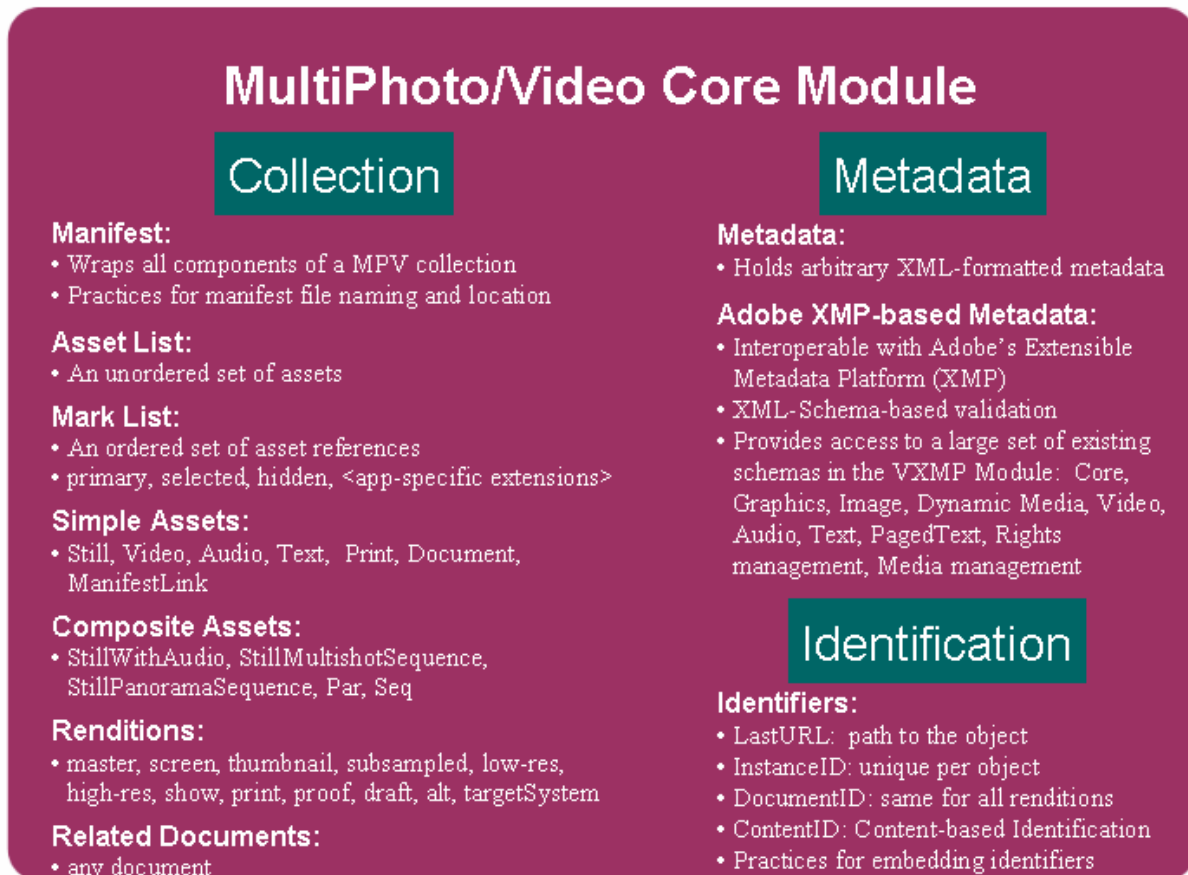 MultiPhoto/Video Core Module
Collection
Manifest:
• Wraps all components of a MPV collection
• Practices for manifest file naming and location
Asset List:
• An unordered set of assets
Mark List:
• An ordered set of asset references
• primary, selected, hidden, <app-specific extensions>
Simple Assets:
• Still, Video, Audio, Text, Print, Document,
ManifestLink
Composite Assets:
• StillWithAudio, StillMultishotSequence,
StillPanoramaSequence, Par, Seq
Renditions:
• master, screen, thumbnail, subsampled, low-res,
high-res, show, print, proof, draft, alt, targetSystem
Related Documents:
• any document
Metadata
Metadata:
• Holds arbitrary XML-formatted metadata
Adobe XMP-based Metadata:
• Interoperable with Adobe's Extensible
Metadata Platform (XMP)
• XML-Schema-based validation
• Provides access to a large set of existing
schemas in the VXMP Module: Core,
Graphics, Image, Dynamic Media, Video,
Audio, Text, PagedText, Rights
management, Media management
Identification
Identifiers:
• LastURL: path to the object
• InstanceID: unique per object
• DocumentID: same for all renditions
• ContentID: Content-based Identification
• Practices for embedding identifiers